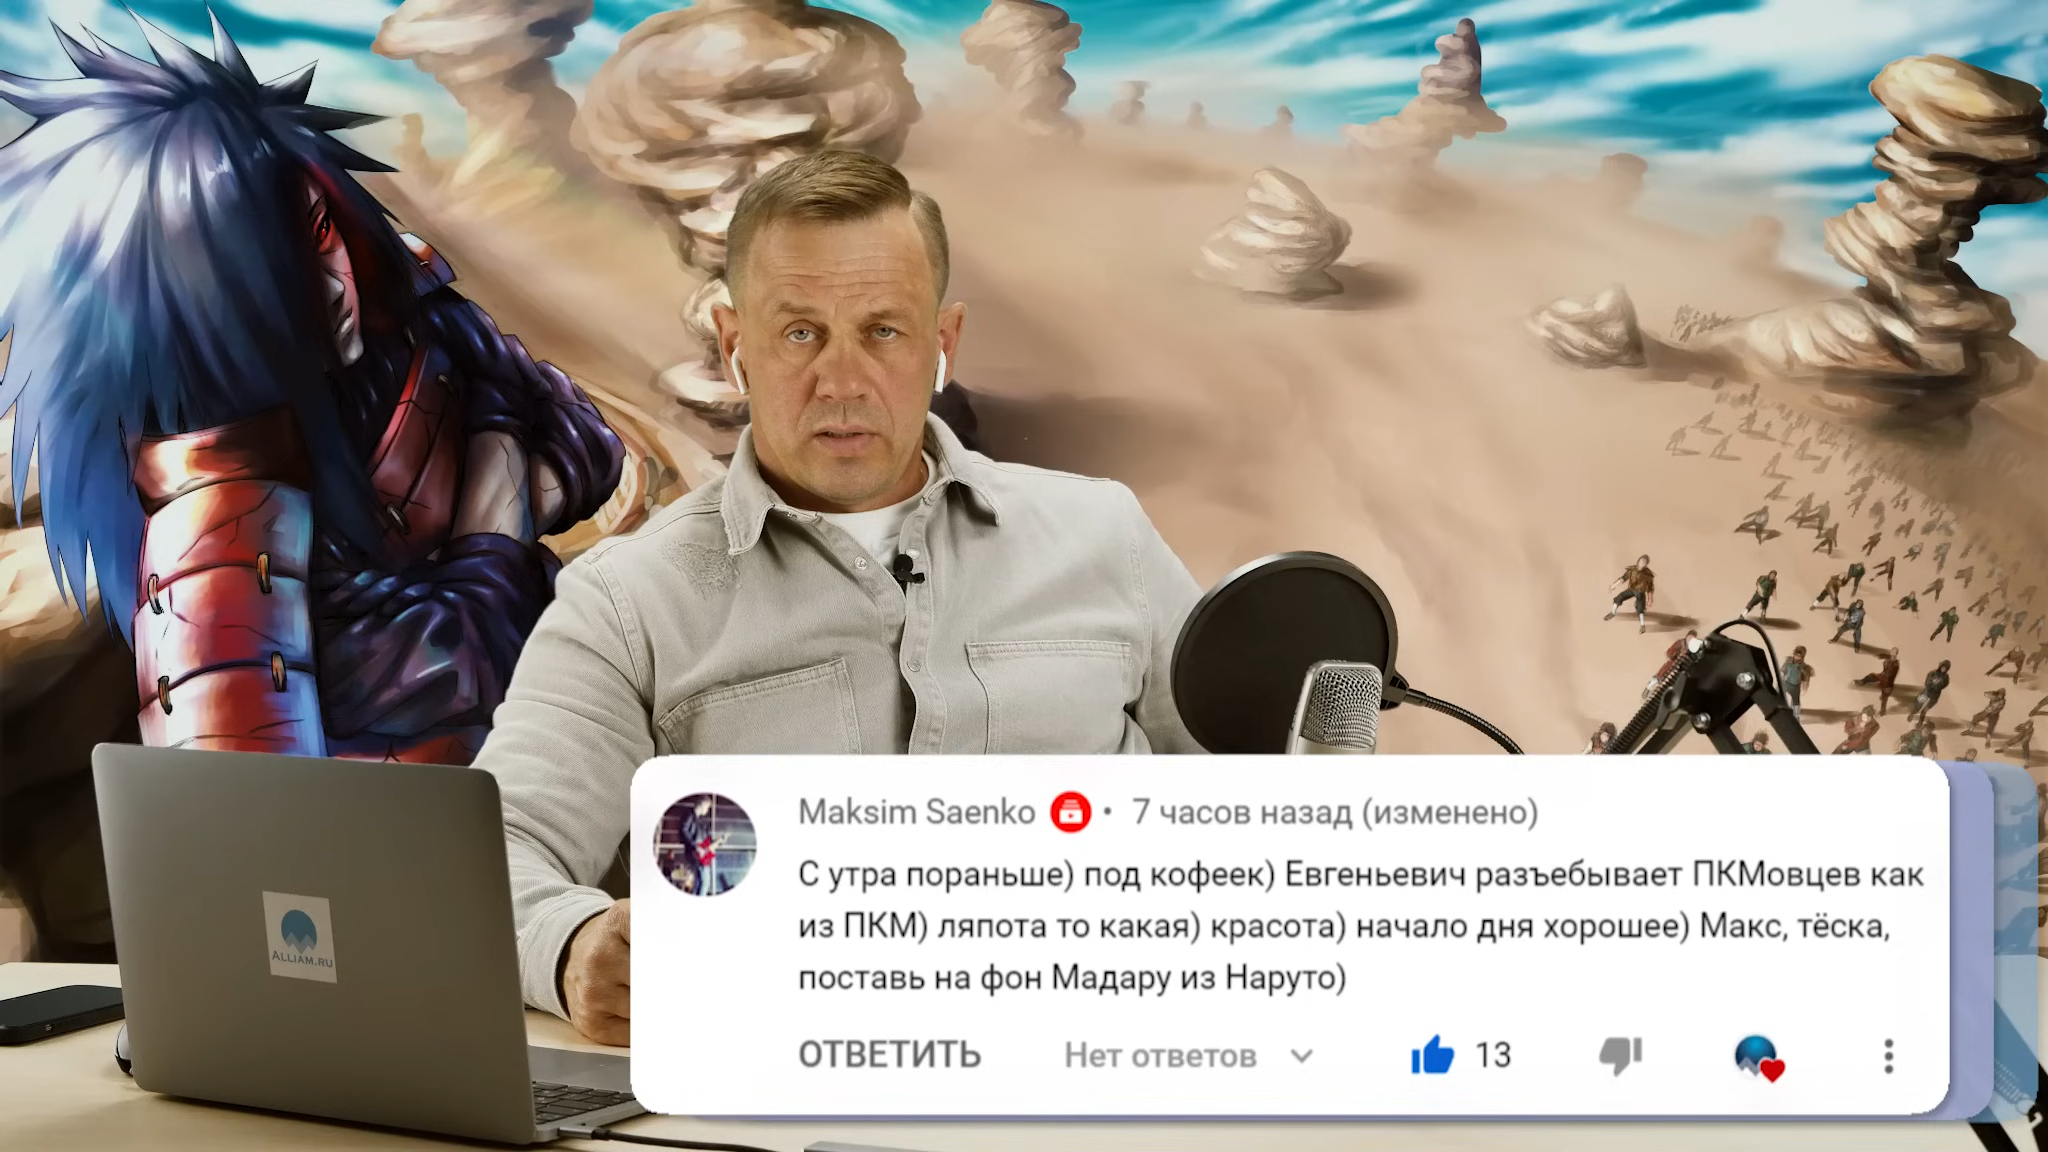 ALLIAM.RU
Maksim Saenko • 7 часов назад (изменено)
С утра пораньше) под кофеек) Евгеньевич разъебывает ПКМовцев как
из ПКМ) ляпота то какая) красота) начало дня хорошее) Макс, тёска,
поставь на фон Мадару из Наруто)
ОТВЕТИТЬ Нет ответов 13